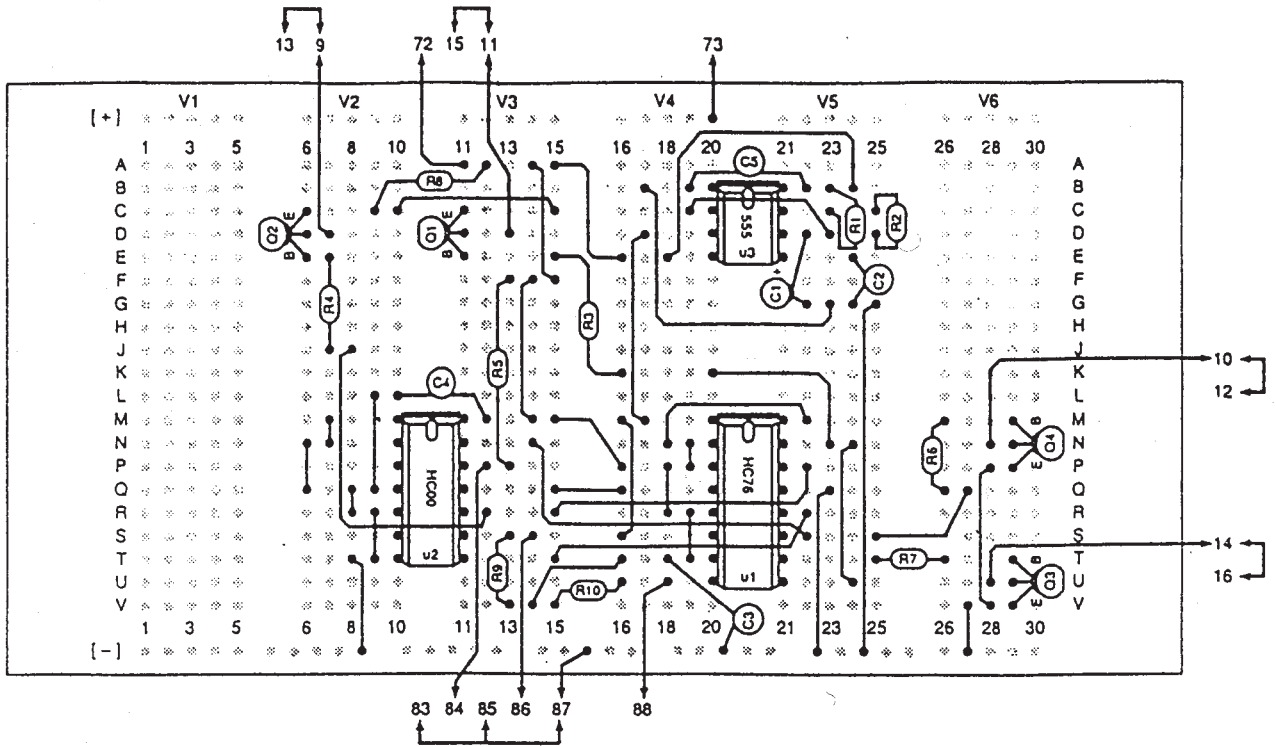 13 9 72 15 11 73
V1 V2 V3 V4 V5 V6
[+]
1 3 5 6 8 10 11 13 15 16 18 20 21 23 25 26 28 30
A C5 A
B R8 B
C Q2 E Q1 E 555 R1 R2 C
D D
E B B U3 E
F + C2 F
G R4 R3 C1 G
H H
J J
K R5 K 10
L C4 L 12
M M B
N R6 N Q4
P HC00 HC76 P E
Q Q
R R
S S
T u2 R9 R7 T B 14
U R10 u1 U Q3 16
V C3 V E
1 3 5 6 8 10 11 13 15 16 18 20 21 23 25 26 28 30
[-]
83 84 85 86 87 88